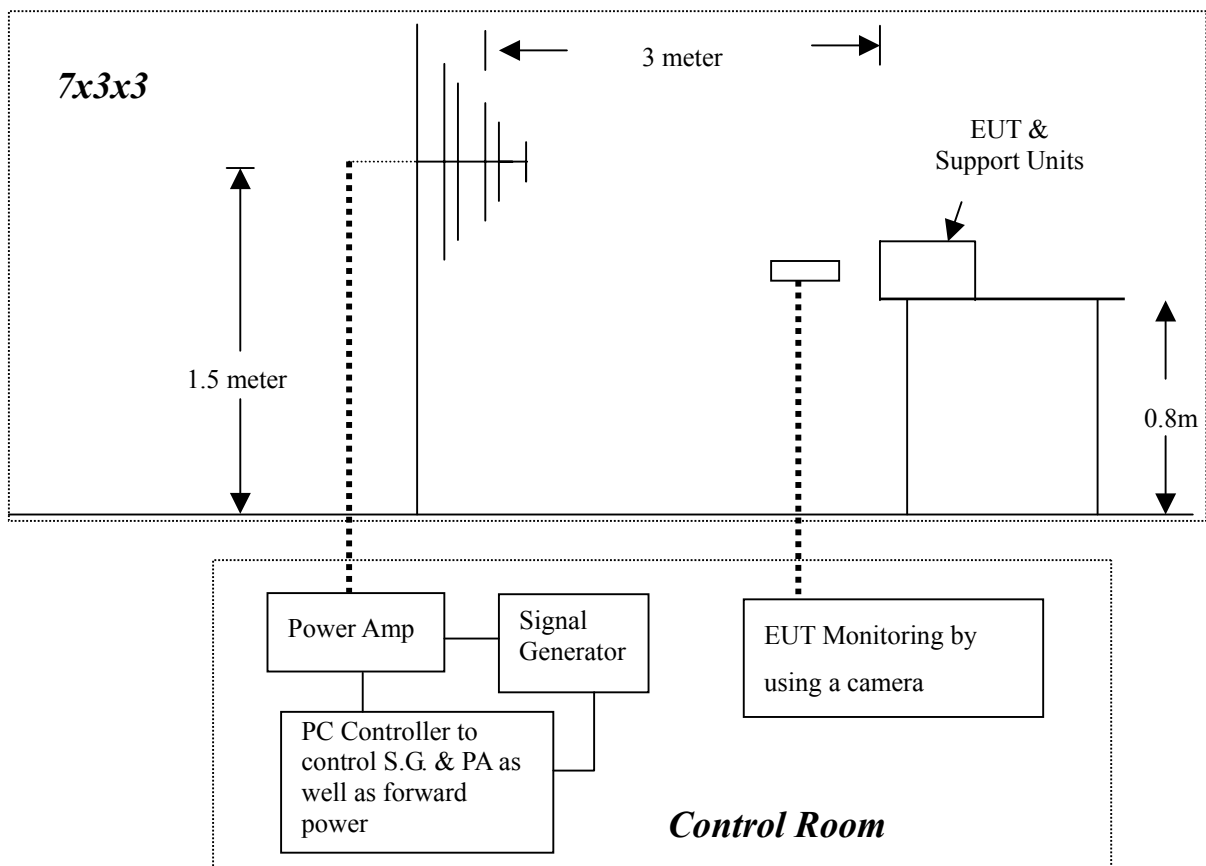 3 meter
7x3x3
EUT &
Support Units
1.5 meter
0.8m
Power Amp
Signal
Generator
EUT Monitoring by
using a camera
PC Controller to
control S.G. & PA as
well as forward
power
Control Room